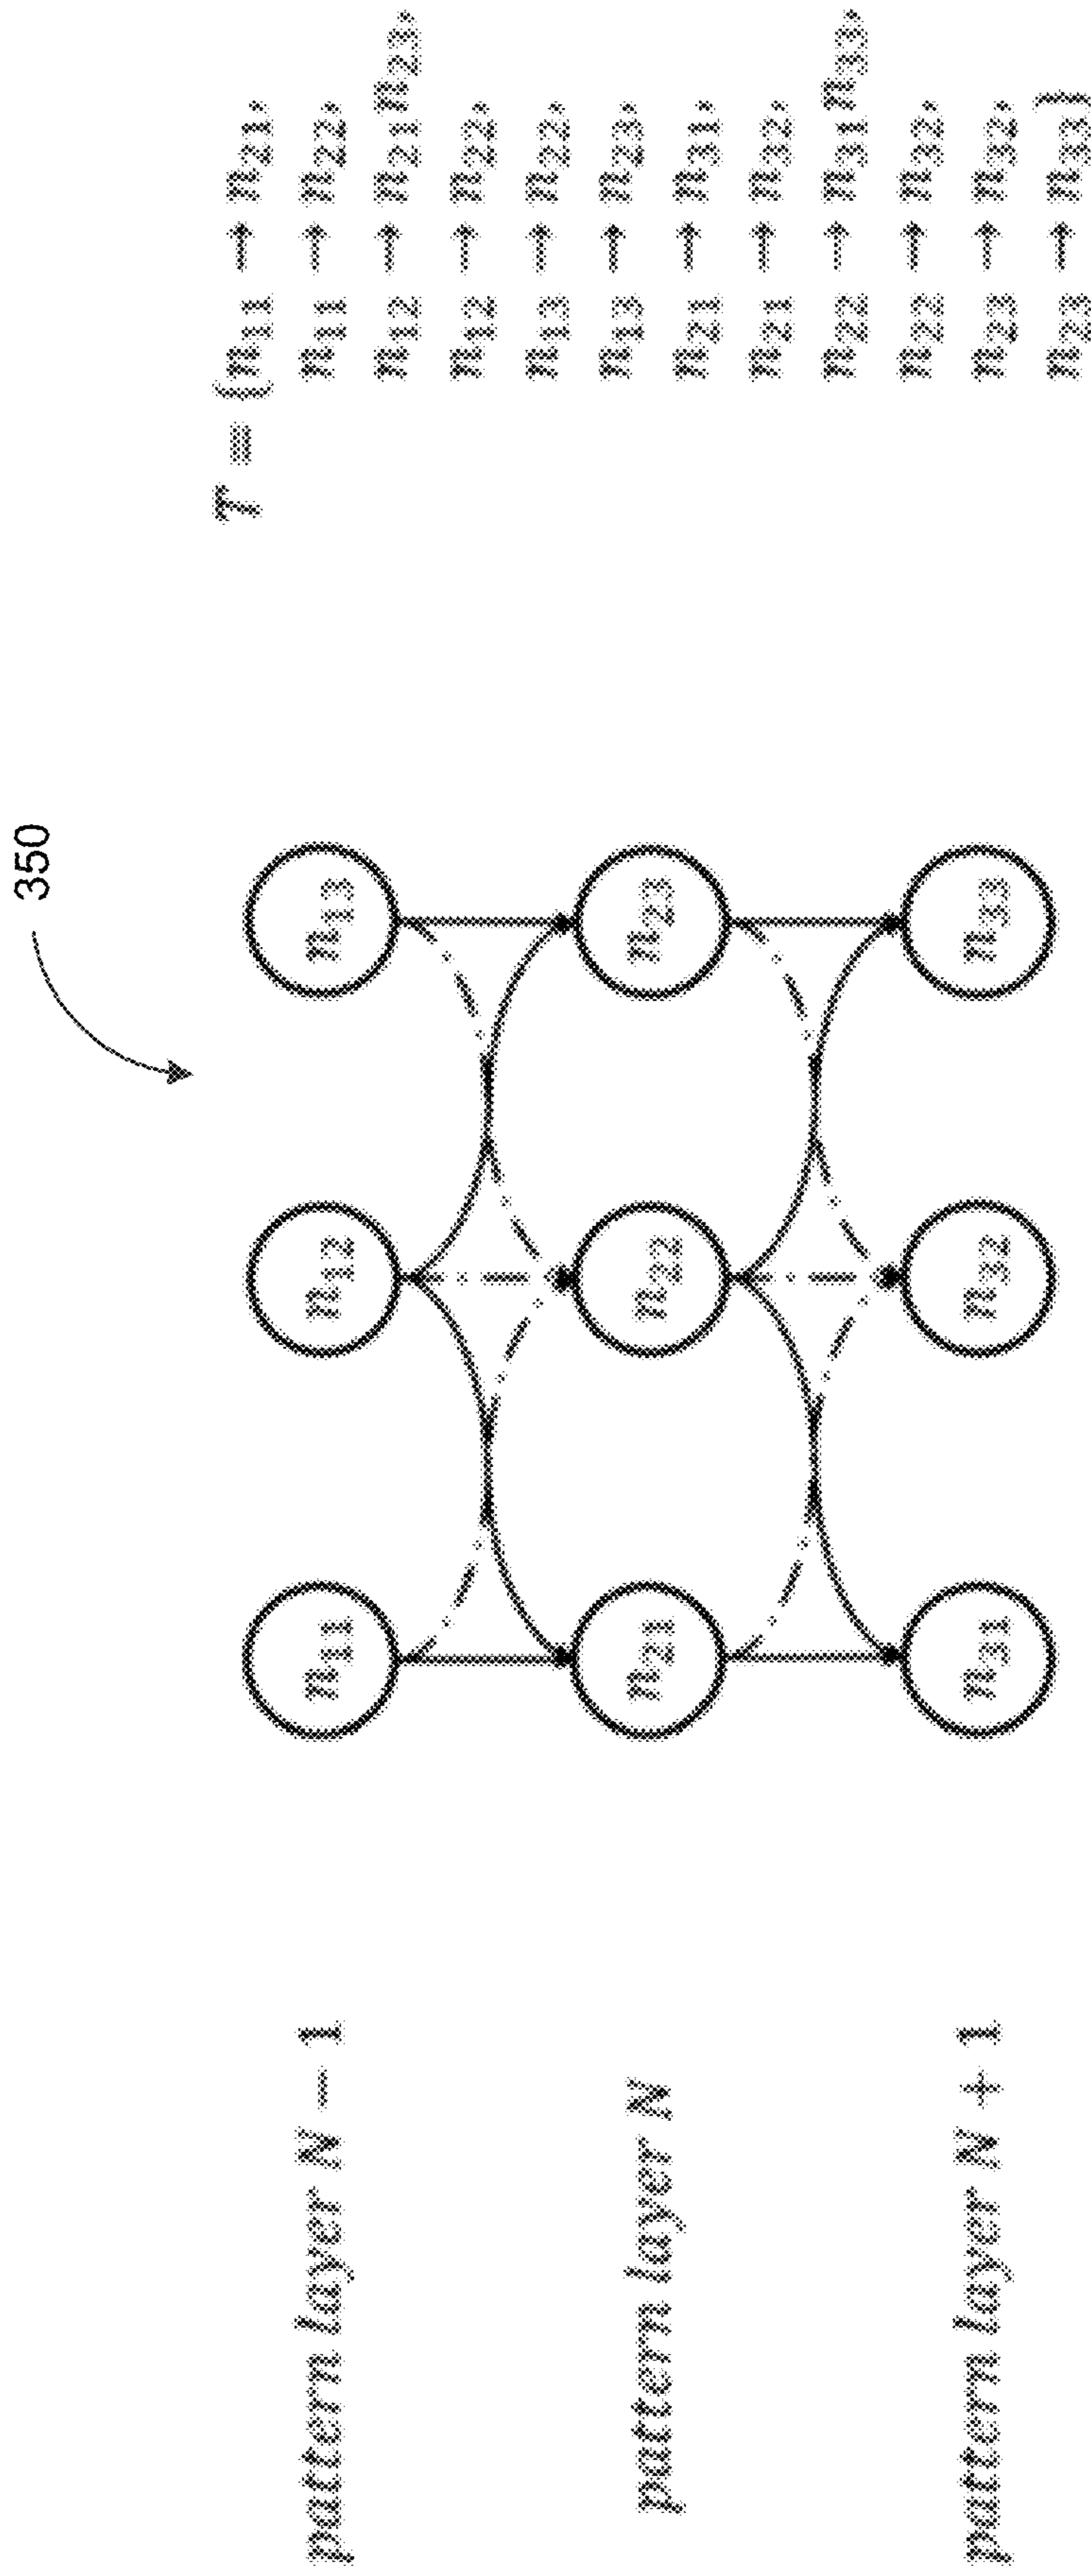 350
pattern layer N − 1
n₁₁ n₁₂ n₁₃
pattern layer N
n₂₁ n₂₂ n₂₃
pattern layer N + 1
n₃₁ n₃₂ n₃₃
T = {n₁₁ → n₂₁,
n₁₁ → n₂₂,
n₁₂ → n₂₁n₂₃,
n₁₂ → n₂₂,
n₁₃ → n₂₂,
n₁₃ → n₂₃,
n₂₁ → n₃₁,
n₂₁ → n₃₂,
n₂₂ → n₃₁n₃₃,
n₂₂ → n₃₂,
n₂₃ → n₃₂,
n₂₃ → n₃₃}